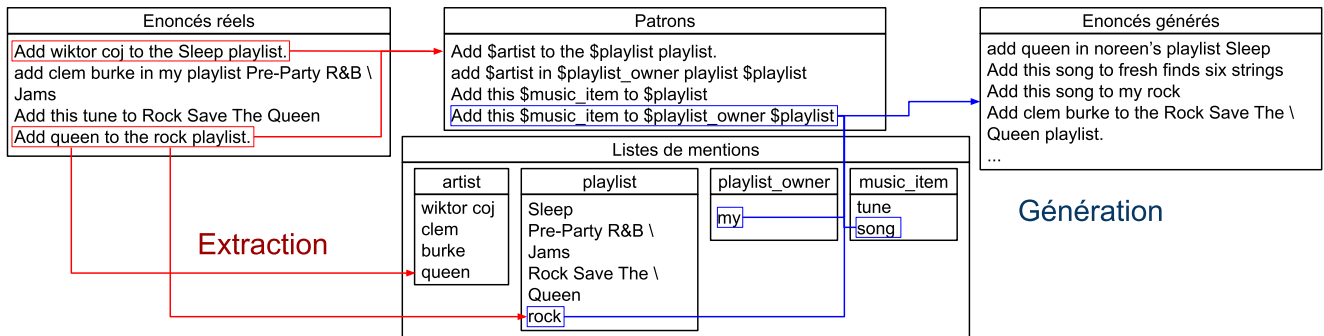 Enoncés réels
Add wiktor coj to the Sleep playlist.
add clem burke in my playlist Pre-Party R&B \
Jams
Add this tune to Rock Save The Queen
Add queen to the rock playlist.
Patrons
Add $artist to the $playlist playlist.
add $artist in $playlist_owner playlist $playlist
Add this $music_item to $playlist
Add this $music_item to $playlist_owner $playlist
Enoncés générés
add queen in noreen’s playlist Sleep
Add this song to fresh finds six strings
Add this song to my rock
Add clem burke to the Rock Save The \
Queen playlist.
...
Listes de mentions
artist
wiktor coj
clem
burke
queen
playlist
Sleep
Pre-Party R&B \
Jams
Rock Save The \
Queen
rock
playlist_owner
my
music_item
tune
song
Extraction
Génération